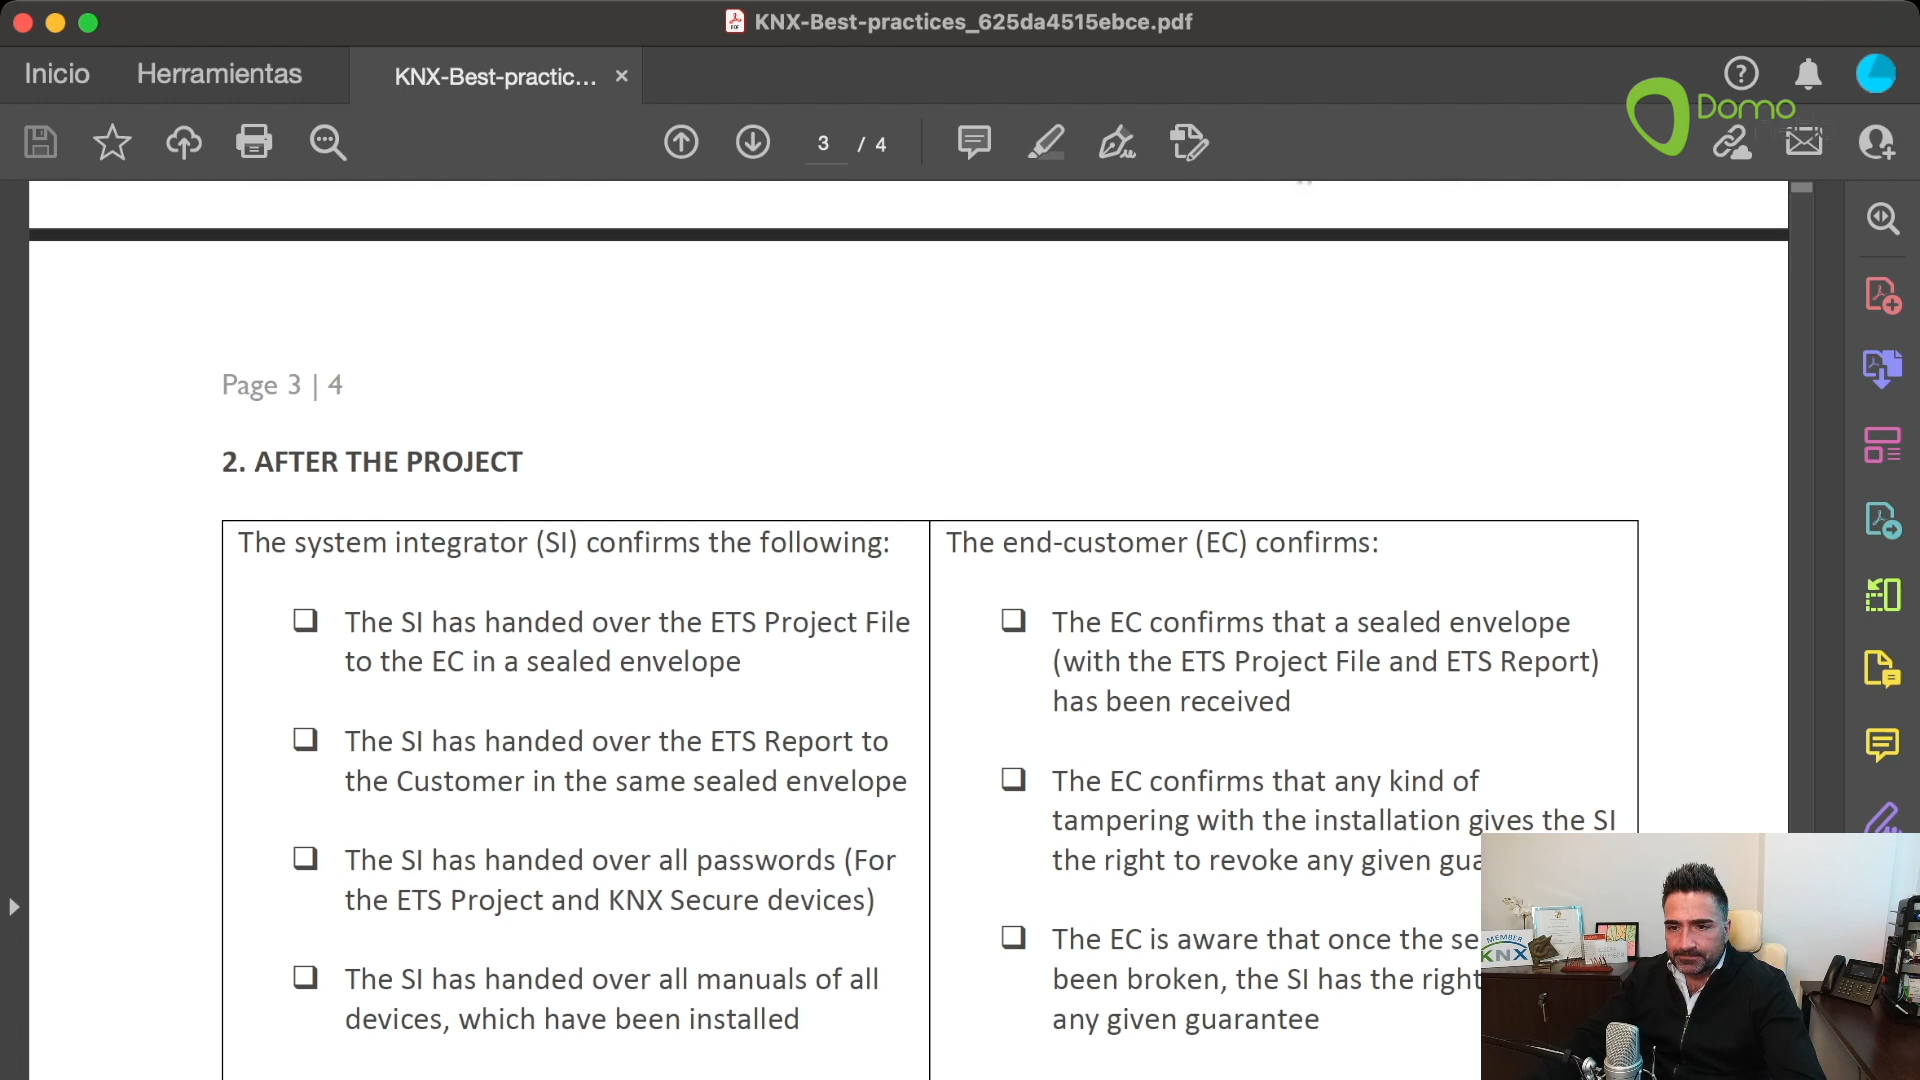 KNX-Best-practices_625da4515ebce.pdf
Inicio
Herramientas
KNX-Best-practic...
Domo
3 / 4
Page 3 | 4
2. AFTER THE PROJECT
The system integrator (SI) confirms the following:
❑ The SI has handed over the ETS Project File
to the EC in a sealed envelope
❑ The SI has handed over the ETS Report to
the Customer in the same sealed envelope
❑ The SI has handed over all passwords (For
the ETS Project and KNX Secure devices)
❑ The SI has handed over all manuals of all
devices, which have been installed
The end-customer (EC) confirms:
❑ The EC confirms that a sealed envelope
(with the ETS Project File and ETS Report)
has been received
❑ The EC confirms that any kind of
tampering with the installation gives the SI
the right to revoke any given
❑ The EC is aware that once the
been broken, the SI has the right
any given guarantee
MEMBER
KNX